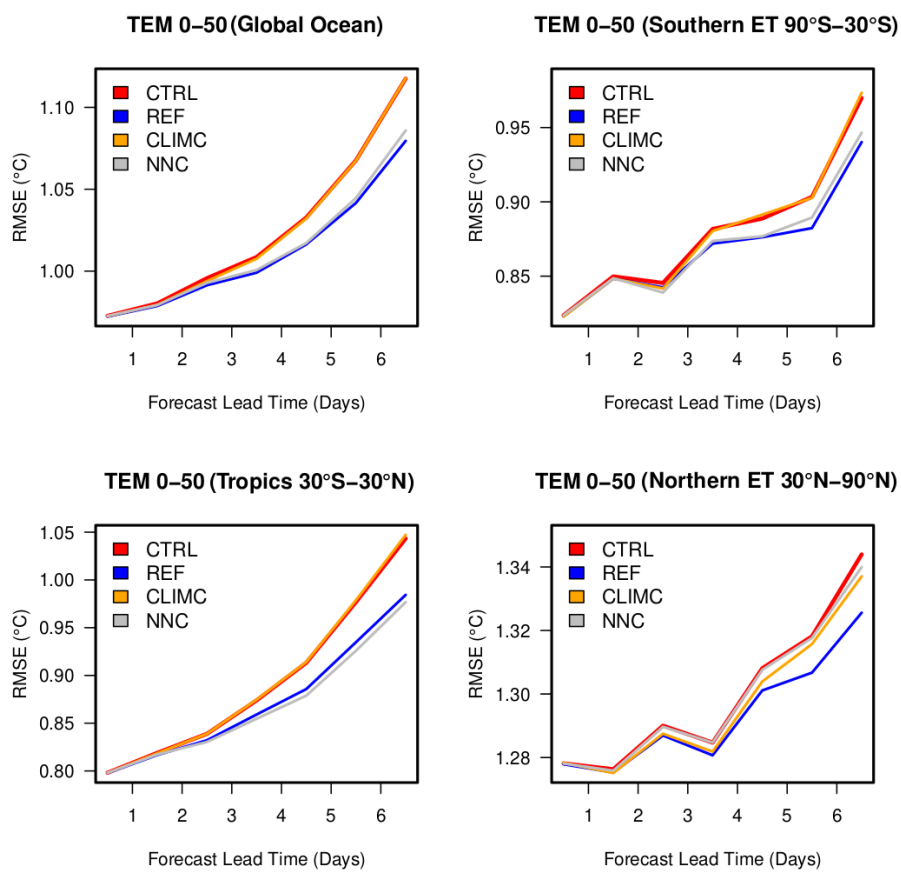 TEM 0−50 (Global Ocean)
RMSE (°C)
1.10
1.05
1.00
CTRL
REF
CLIMC
NNC
1 2 3 4 5 6
Forecast Lead Time (Days)
TEM 0−50 (Southern ET 90°S−30°S)
RMSE (°C)
0.95
0.90
0.85
CTRL
REF
CLIMC
NNC
1 2 3 4 5 6
Forecast Lead Time (Days)
TEM 0−50 (Tropics 30°S−30°N)
RMSE (°C)
1.05
1.00
0.95
0.90
0.85
0.80
CTRL
REF
CLIMC
NNC
1 2 3 4 5 6
Forecast Lead Time (Days)
TEM 0−50 (Northern ET 30°N−90°N)
RMSE (°C)
1.34
1.32
1.30
1.28
CTRL
REF
CLIMC
NNC
1 2 3 4 5 6
Forecast Lead Time (Days)